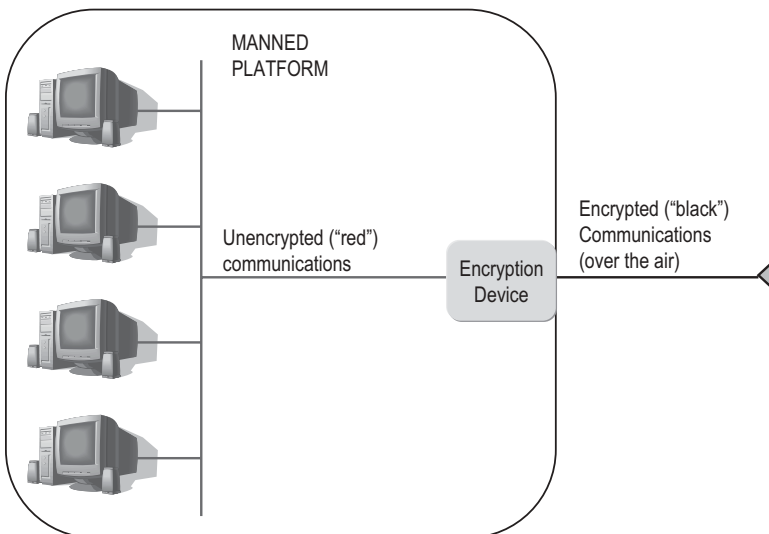 MANNED
PLATFORM
Unencrypted (“red”)
communications
Encryption
Device
Encrypted (“black”)
Communications
(over the air)